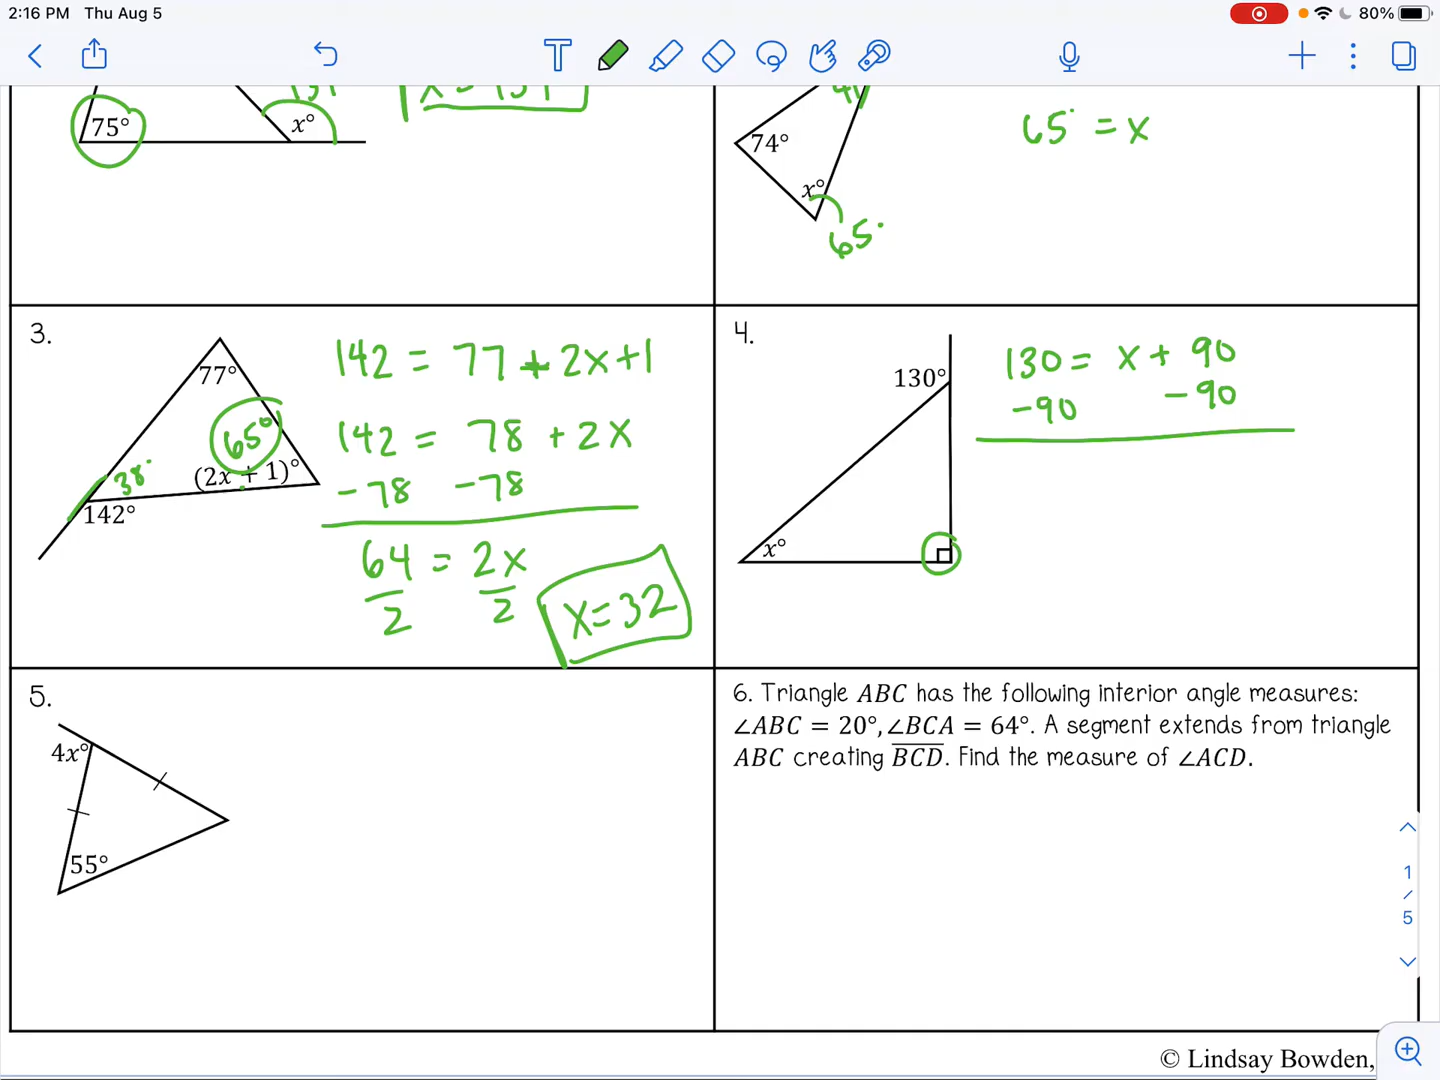 2:16 PM Thu Aug 5
80%
75°
x°
74°
x°
65° = x
65°
3.
77°
65°
38°
(2x + 1)°
142°
142 = 77 + 2x+1
142 = 78 + 2x
-78 -78
64 = 2x
2 2
x=32
4.
130°
x°
130 = x + 90
-90 -90
5.
4x°
55°
6. Triangle ABC has the following interior angle measures:
∠ABC = 20°, ∠BCA = 64°. A segment extends from triangle
ABC creating B̅C̅D̅. Find the measure of ∠ACD.
1
/
5
© Lindsay Bowden,